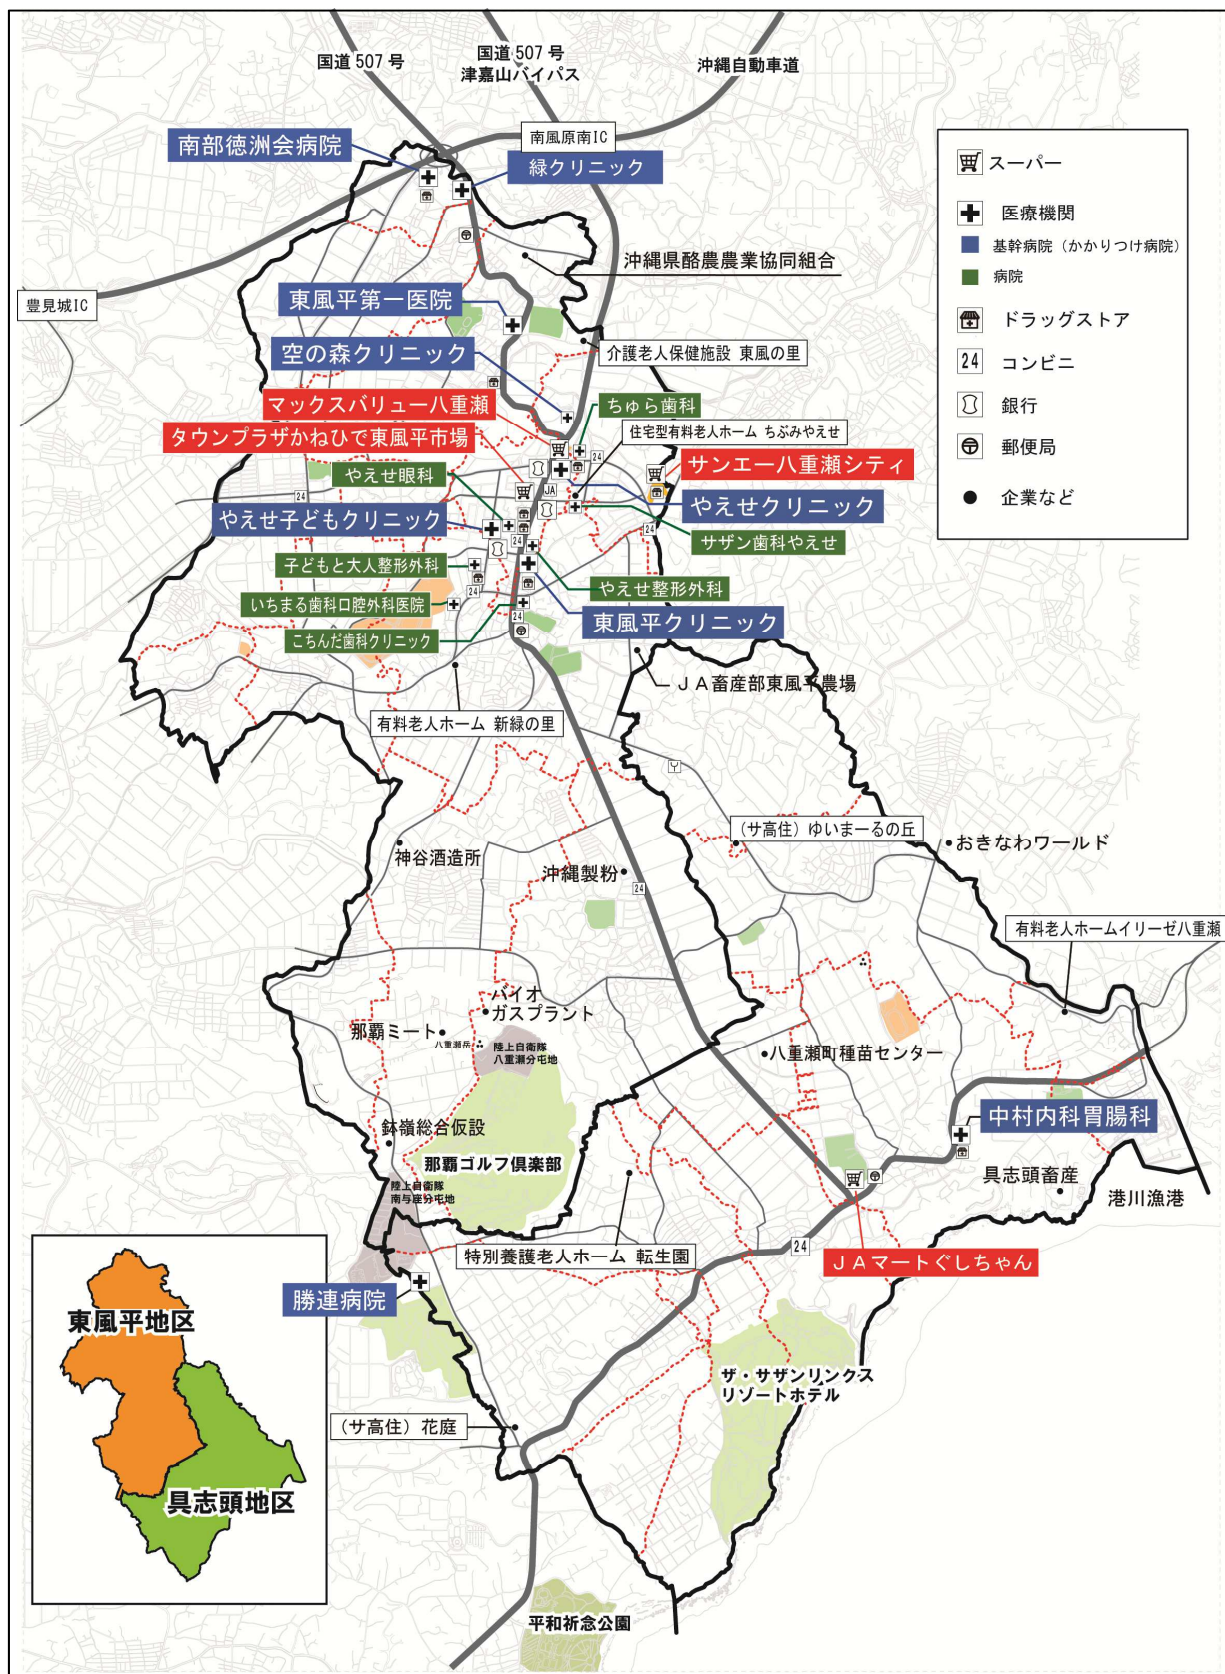 国道 507 号
国道 507 号
津嘉山バイパス
沖縄自動車道
南風原南IC
南部徳洲会病院
緑クリニック
沖縄県酪農農業協同組合
豊見城IC
東風平第一医院
介護老人保健施設 東風の里
空の森クリニック
マックスバリュー八重瀬
ちゅら歯科
タウンプラザかねひで東風平市場
住宅型有料老人ホーム ちぶみやえせ
24
やえせ眼科
サンエー八重瀬シティ
JA
24
やえせクリニック
やえせ子どもクリニック
24
サザン歯科やえせ
24
子どもと大人整形外科
やえせ整形外科
24
いちまる歯科口腔外科医院
24
東風平クリニック
こちんだ歯科クリニック
ＪＡ畜産部東風平農場
有料老人ホーム 新緑の里
（サ高住）ゆいまーるの丘
おきなわワールド
神谷酒造所
沖縄製粉
24
有料老人ホームイリーゼ八重瀬
バイオ
ガスプラント
那覇ミート
八重瀬岳
陸上自衛隊
八重瀬分屯地
八重瀬町種苗センター
中村内科胃腸科
鉢嶺総合仮設
那覇ゴルフ倶楽部
陸上自衛隊
南与座分屯地
具志頭畜産
港川漁港
特別養護老人ホーム 転生園
24
ＪＡマートぐしちゃん
勝連病院
ザ・サザンリンクス
リゾートホテル
（サ高住）花庭
平和祈念公園
スーパー
医療機関
基幹病院（かかりつけ病院）
病院
ドラッグストア
24
コンビニ
銀行
郵便局
企業など
東風平地区
具志頭地区